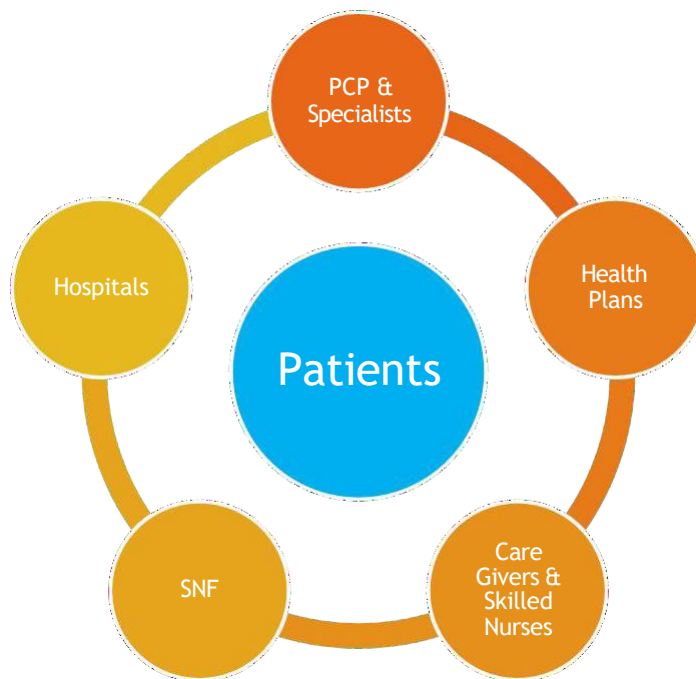 PCP &
Specialists
Health
Plans
Hospitals
Patients
Care
Givers &
Skilled
Nurses
SNF